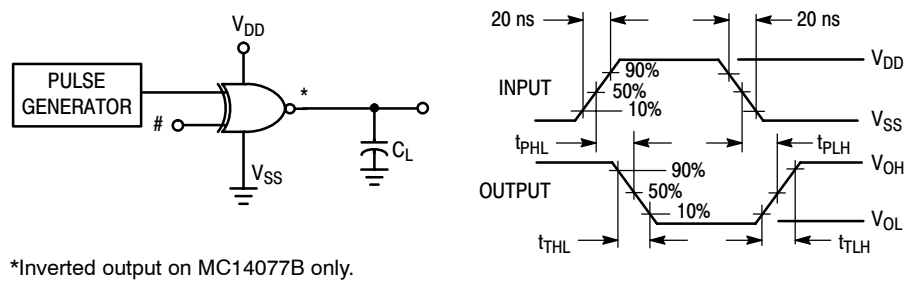 V_DD
PULSE
GENERATOR
*
#
C_L
V_SS
*Inverted output on MC14077B only.
20 ns
20 ns
V_DD
INPUT
90%
50%
10%
V_SS
t_PHL
t_PLH
V_OH
OUTPUT
90%
50%
10%
V_OL
t_THL
t_TLH